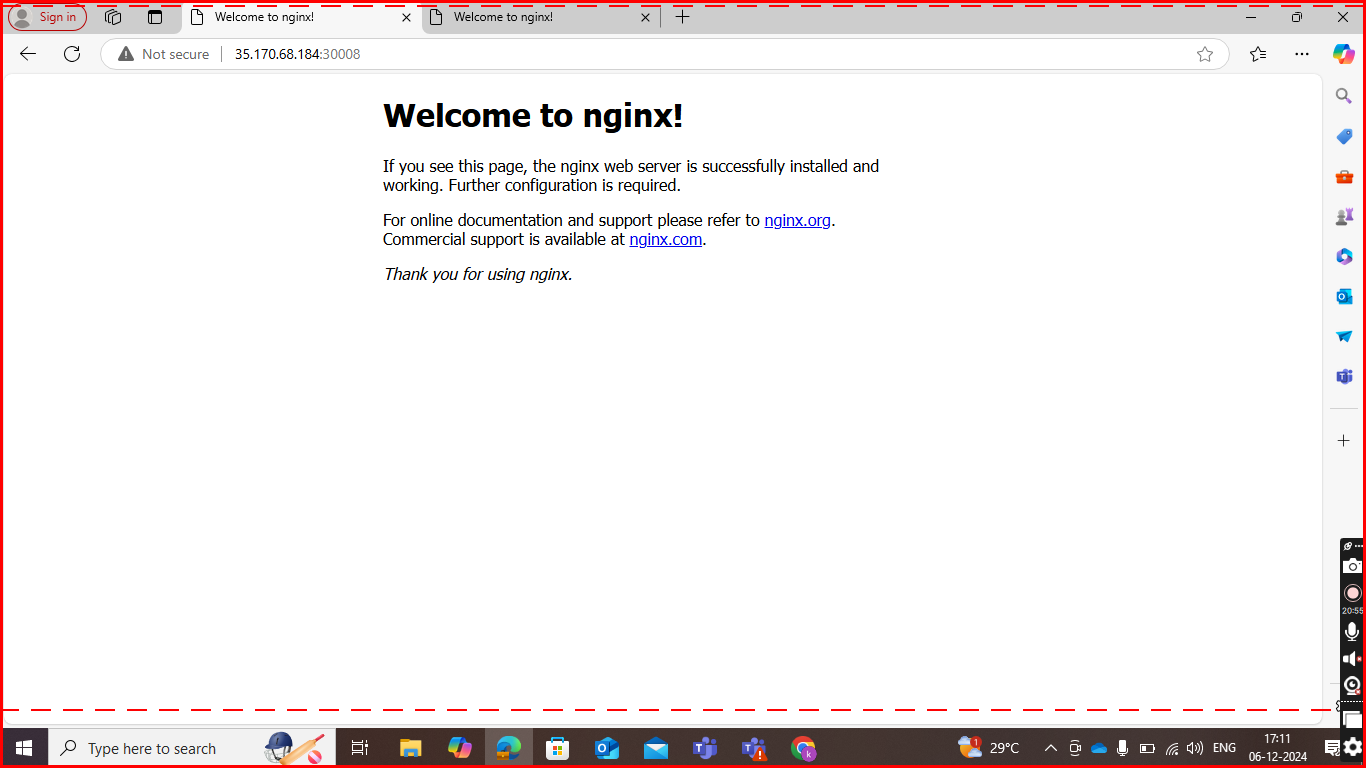 Sign in
Welcome to nginx!
Welcome to nginx!
Not secure
35.170.68.184:30008
Welcome to nginx!
If you see this page, the nginx web server is successfully installed and
working. Further configuration is required.
For online documentation and support please refer to nginx.org.
Commercial support is available at nginx.com.
Thank you for using nginx.
20:55
Type here to search
29°C
ENG
17:11
06-12-2024